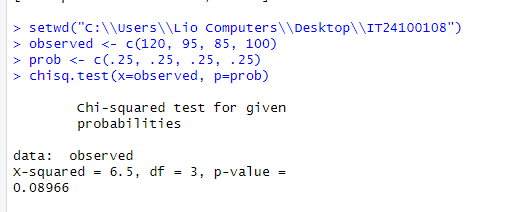 > setwd("C:\\Users\\Lio Computers\\Desktop\\IT24100108")
> observed <- c(120, 95, 85, 100)
> prob <- c(.25, .25, .25, .25)
> chisq.test(x=observed, p=prob)
Chi-squared test for given
probabilities
data:  observed
X-squared = 6.5, df = 3, p-value =
0.08966